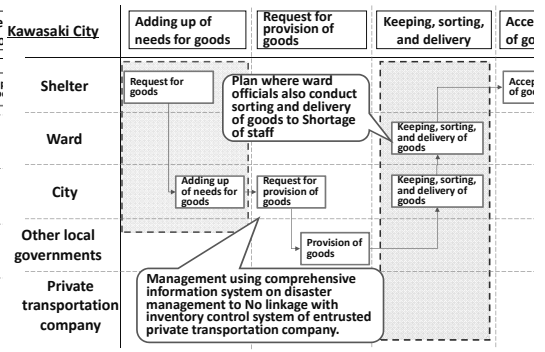 Kawasaki City
Adding up of
needs for goods
Request for
provision of
goods
Keeping, sorting,
and delivery
Acce
of go
Shelter
Request for
goods
Plan where ward
officials also conduct
sorting and delivery
of goods to Shortage
of staff
Accep
of goo
Ward
Keeping, sorting,
and delivery of
goods
City
Adding up
of needs for
goods
Request for
provision of
goods
Keeping, sorting,
and delivery of
goods
Other local
governments
Provision of
goods
Private
transportation
company
Management using comprehensive
information system on disaster
management to No linkage with
inventory control system of entrusted
private transportation company.